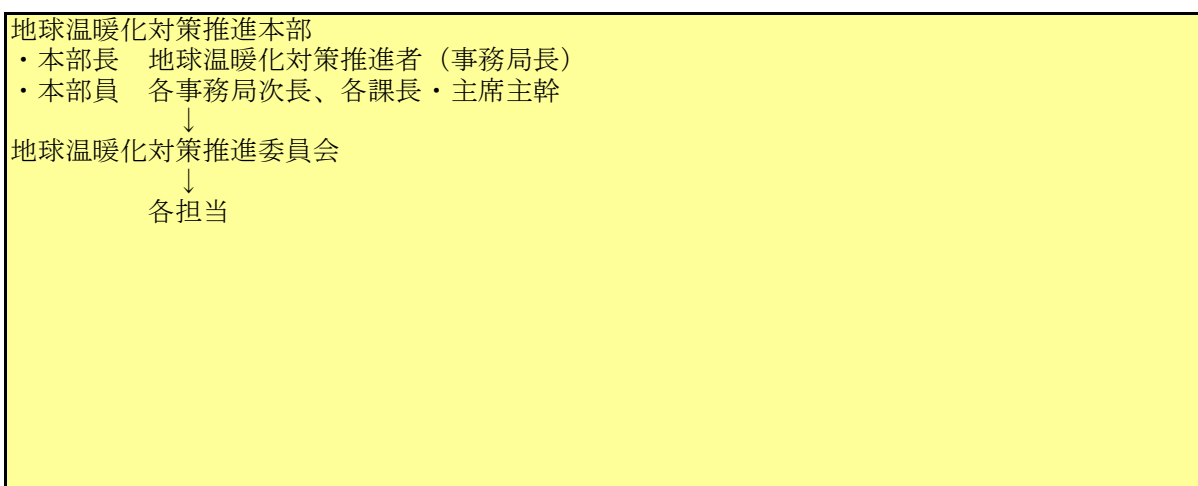 地球温暖化対策推進本部
・本部長　地球温暖化対策推進者（事務局長）
・本部員　各事務局次長、各課長・主席主幹
↓
地球温暖化対策推進委員会
↓
各担当